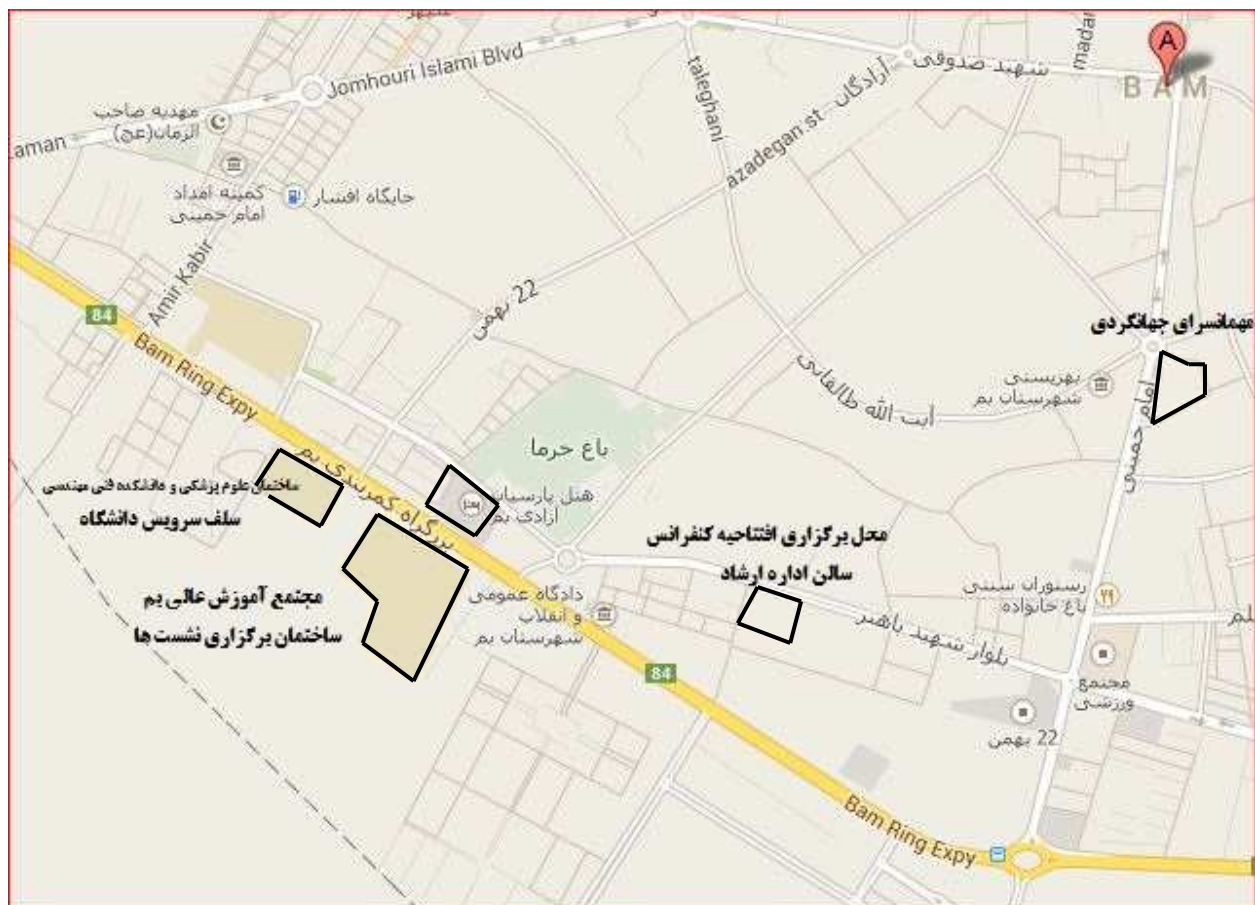 Jomhouri Islami Blvd
taleghani
madar
شهید صدوقی
A
BAM
مهدیه صاحب
الزمان(عج)
zaman
azadegan st - آزادگان
کمیته امداد
امام خمینی
جایگاه افشار
Amir Kabir
22 بهمن
84
Bam Ring Expy
مهمانسرای جهانگردی
بهزیستی
شهرستان بم
آیت الله طالقانی
امام خمینی
باغ خرما
بزرگراه کمربندی بم
ساختمان علوم پزشکی و دانشکده فنی مهندسی
سلف سرویس دانشگاه
هتل پارسیان
آزادی بم
محل برگزاری افتتاحیه کنفرانس
سالن اداره ارشاد
مجتمع آموزش عالی بم
ساختمان برگزاری نشست ها
دادگاه عمومی
و انقلاب
شهرستان بم
رستوران سنتی
باغ خانواده
بلوار شهید باهنر
84
مجتمع
ورزشی
22 بهمن
Bam Ring Expy